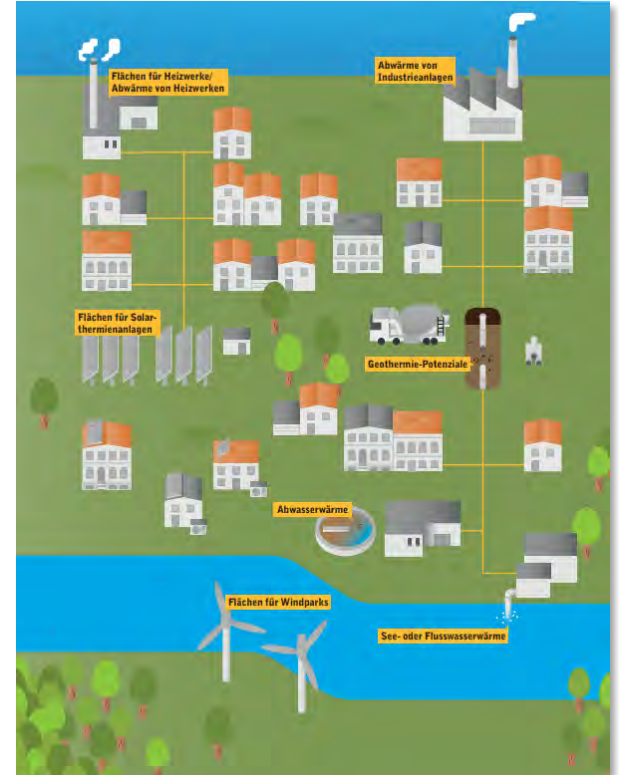 Flächen für Heizwerke/
Abwärme von Heizwerken
Abwärme von
Industrieanlagen
Flächen für Solar-
thermienanlagen
Geothermie-Potenziale
Abwasserwärme
Flächen für Windparks
See- oder Flusswasserwärme